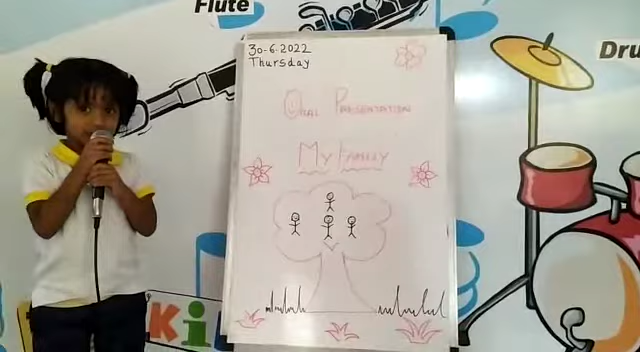 Flute
30-6-2022
Thursday
Dru
Oral Presentation
My Family
ki